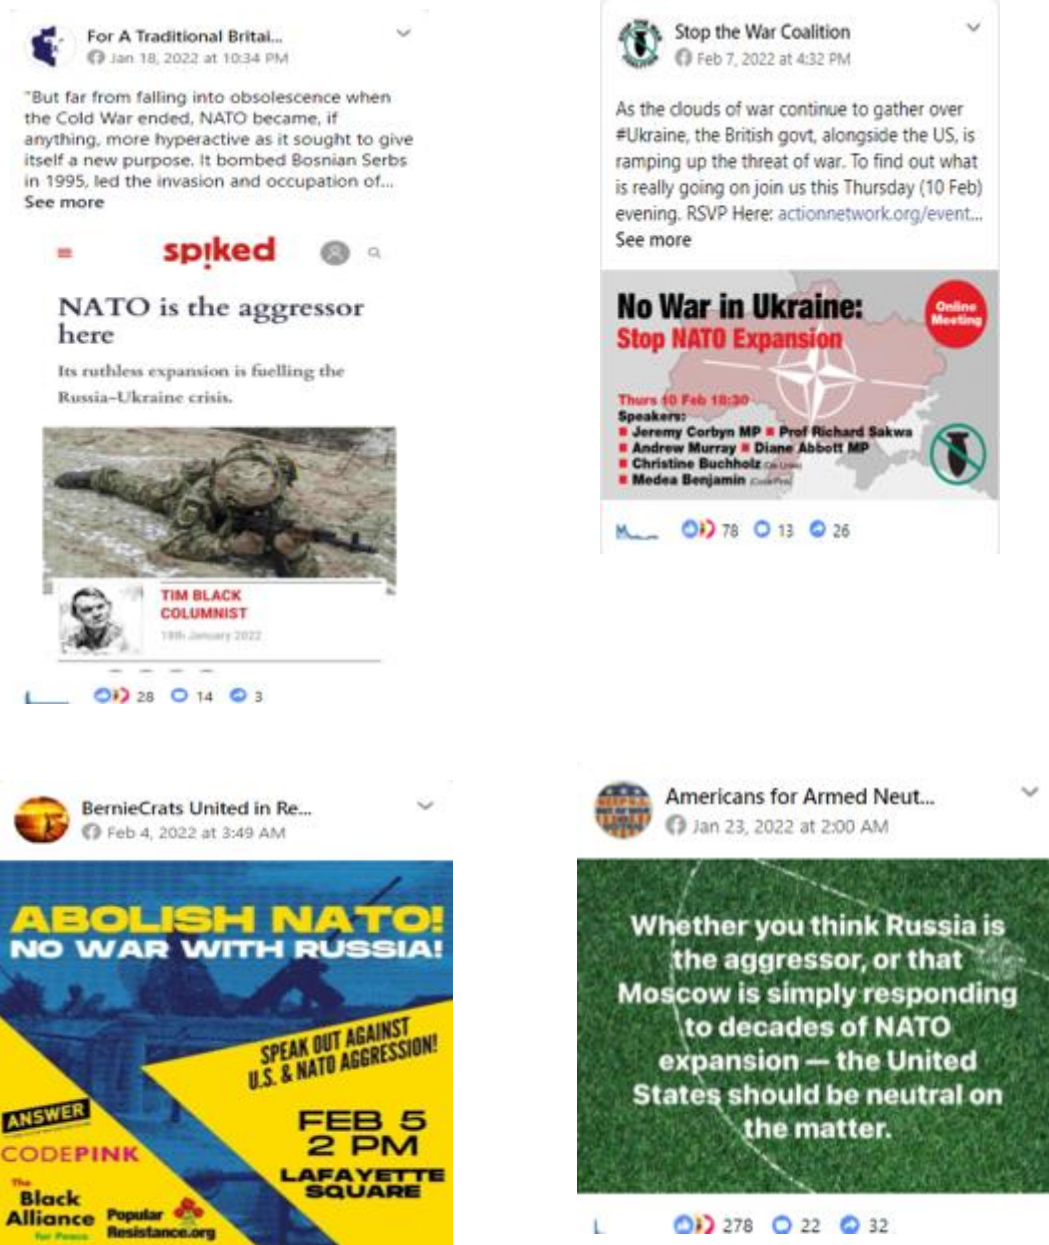 For A Traditional Britai...
Jan 18, 2022 at 10:34 PM
"But far from falling into obsolescence when
the Cold War ended, NATO became, if
anything, more hyperactive as it sought to give
itself a new purpose. It bombed Bosnian Serbs
in 1995, led the invasion and occupation of...
See more
spiked
NATO is the aggressor
here
Its ruthless expansion is fuelling the
Russia–Ukraine crisis.
TIM BLACK
COLUMNIST
18th January 2022
28 14 3
Stop the War Coalition
Feb 7, 2022 at 4:32 PM
As the clouds of war continue to gather over
#Ukraine, the British govt, alongside the US, is
ramping up the threat of war. To find out what
is really going on join us this Thursday (10 Feb)
evening. RSVP Here: actionnetwork.org/event...
See more
No War in Ukraine:
Stop NATO Expansion
Online
Meeting
Thurs 10 Feb 18:30
Speakers:
Jeremy Corbyn MP Prof Richard Sakwa
Andrew Murray Diane Abbott MP
Christine Buchholz
Medea Benjamin
78 13 26
BernieCrats United in Re...
Feb 4, 2022 at 3:49 AM
ABOLISH NATO!
NO WAR WITH RUSSIA!
SPEAK OUT AGAINST
U.S. & NATO AGGRESSION!
FEB 5
2 PM
LAFAYETTE
SQUARE
ANSWER
CODEPINK
The
Black
Alliance
for Peace
Popular
Resistance.org
Americans for Armed Neut...
Jan 23, 2022 at 2:00 AM
Whether you think Russia is
the aggressor, or that
Moscow is simply responding
to decades of NATO
expansion — the United
States should be neutral on
the matter.
278 22 32